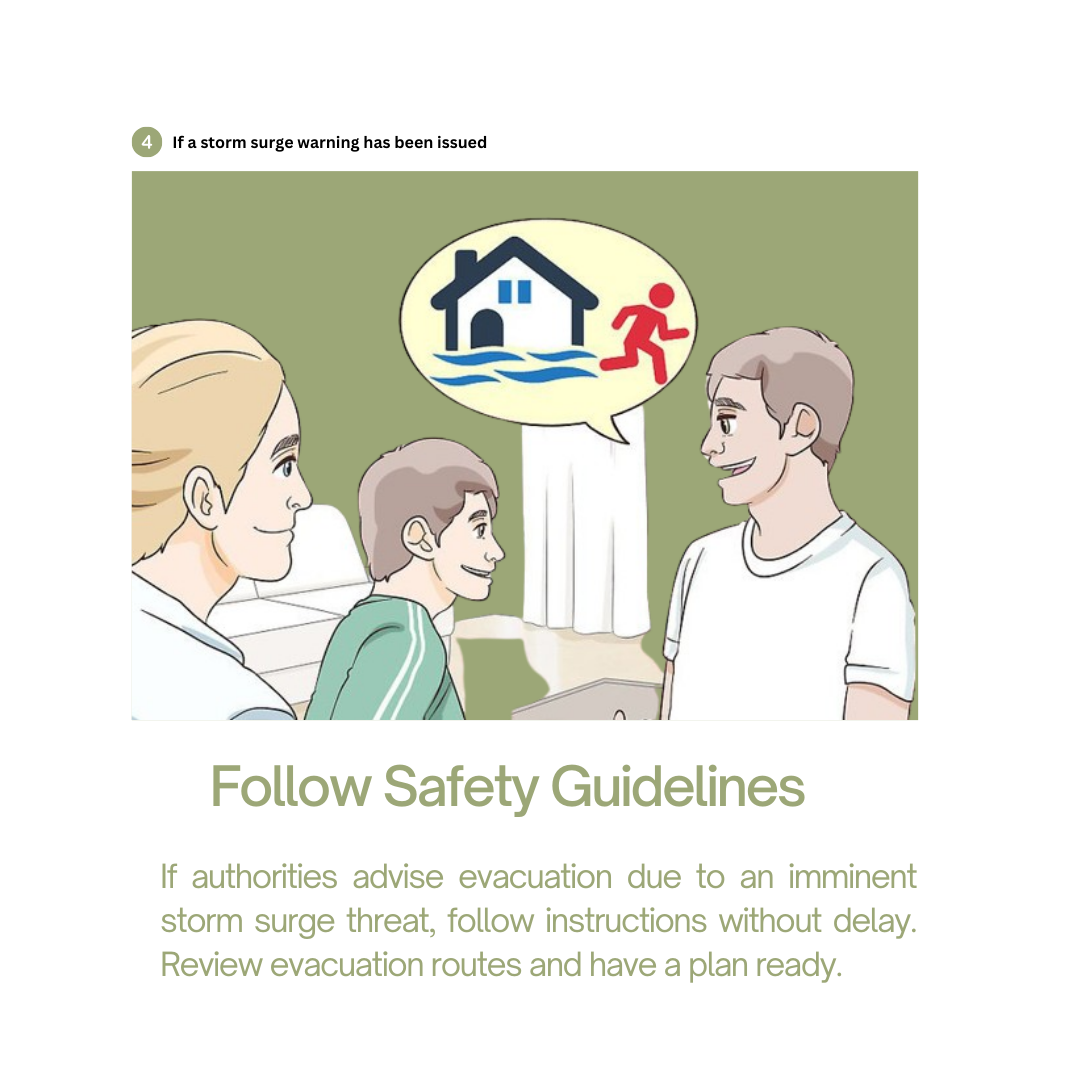 4 If a storm surge warning has been issued
Follow Safety Guidelines
If authorities advise evacuation due to an imminent
storm surge threat, follow instructions without delay.
Review evacuation routes and have a plan ready.